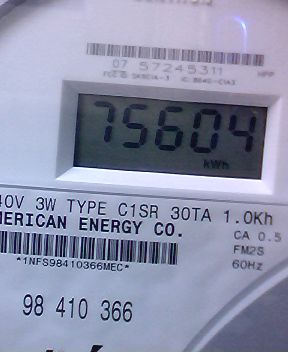 07 57245311
HPP
75604
kWh
40V 3W TYPE C1SR 30TA 1.0Kh
MERICAN ENERGY CO.
CA 0.5
FM2S
60Hz
*1NFS98410366MEC*
98 410 366